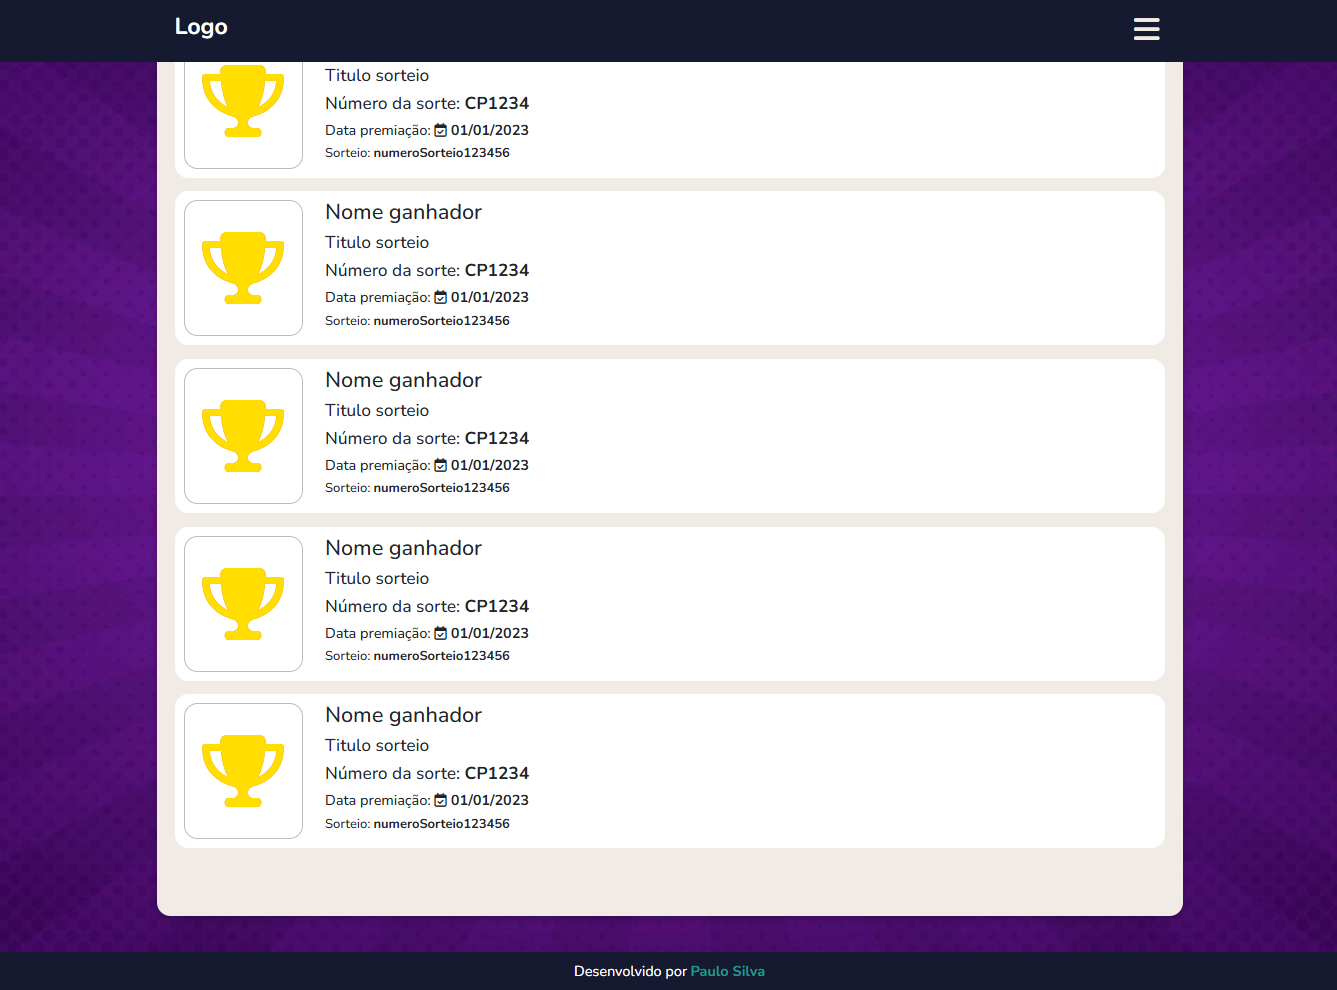 Logo
Titulo sorteio
Número da sorte: CP1234
Data premiação: 01/01/2023
Sorteio: numeroSorteio123456
Nome ganhador
Titulo sorteio
Número da sorte: CP1234
Data premiação: 01/01/2023
Sorteio: numeroSorteio123456
Nome ganhador
Titulo sorteio
Número da sorte: CP1234
Data premiação: 01/01/2023
Sorteio: numeroSorteio123456
Nome ganhador
Titulo sorteio
Número da sorte: CP1234
Data premiação: 01/01/2023
Sorteio: numeroSorteio123456
Nome ganhador
Titulo sorteio
Número da sorte: CP1234
Data premiação: 01/01/2023
Sorteio: numeroSorteio123456
Desenvolvido por Paulo Silva